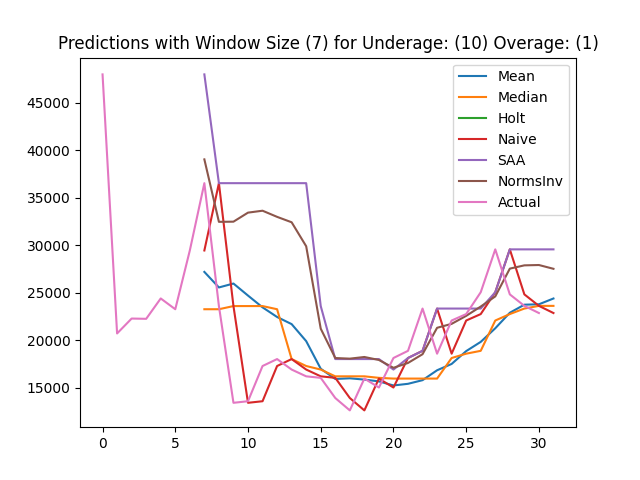 Predictions with Window Size (7) for Underage: (10) Overage: (1)
45000
40000
35000
30000
25000
20000
15000
0 5 10 15 20 25 30
Mean
Median
Holt
Naive
SAA
NormsInv
Actual